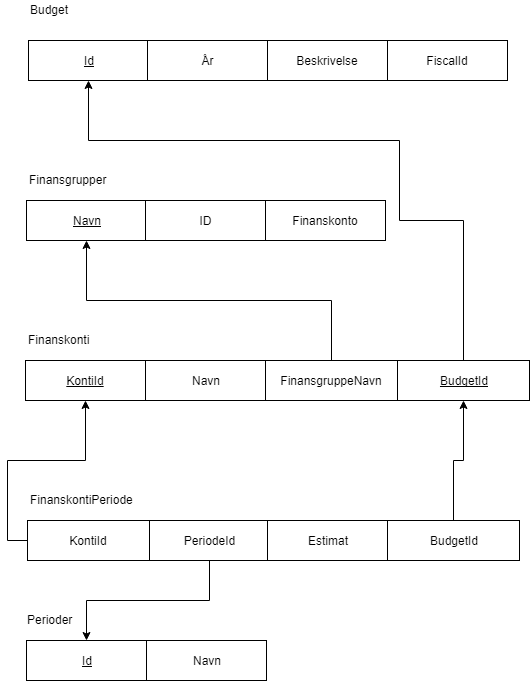 Budget
Id År Beskrivelse FiscalId
Finansgrupper
Navn ID Finanskonto
Finanskonti
KontiId Navn FinansgruppeNavn BudgetId
FinanskontiPeriode
KontiId PeriodeId Estimat BudgetId
Perioder
Id Navn